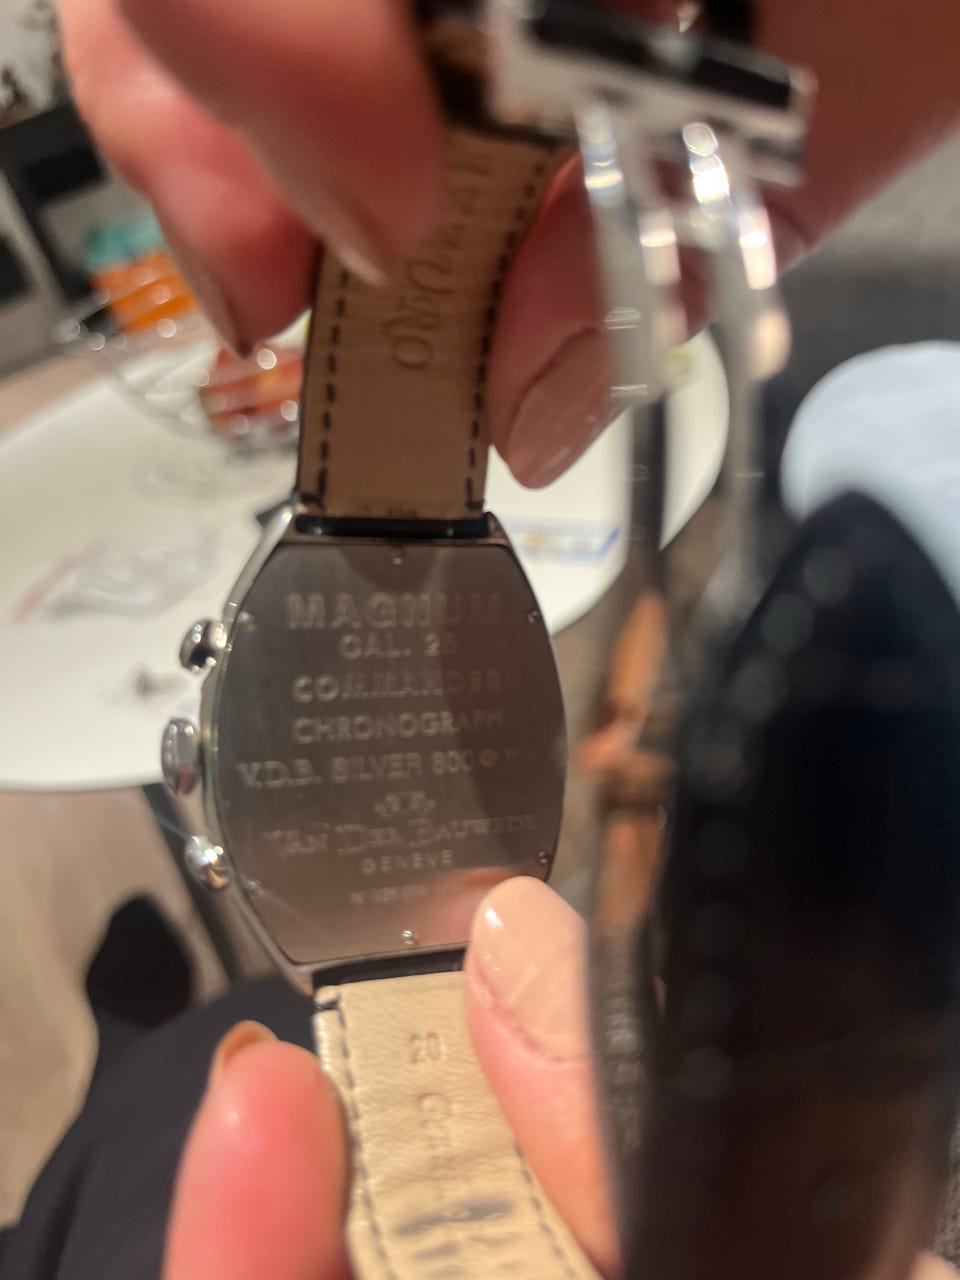 MAGNUM
CAL. 25
COMMANDER
CHRONOGRAPH
V.D.B. SILVER 800
VAN DER BAUWEDE
GENEVE
20